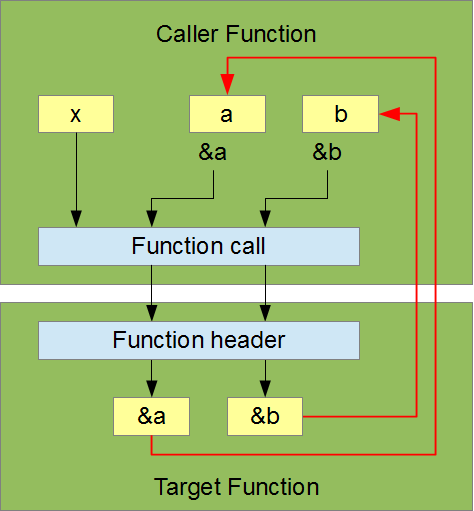 Caller Function
x
a
b
&a
&b
Function call
Function header
&a
&b
Target Function